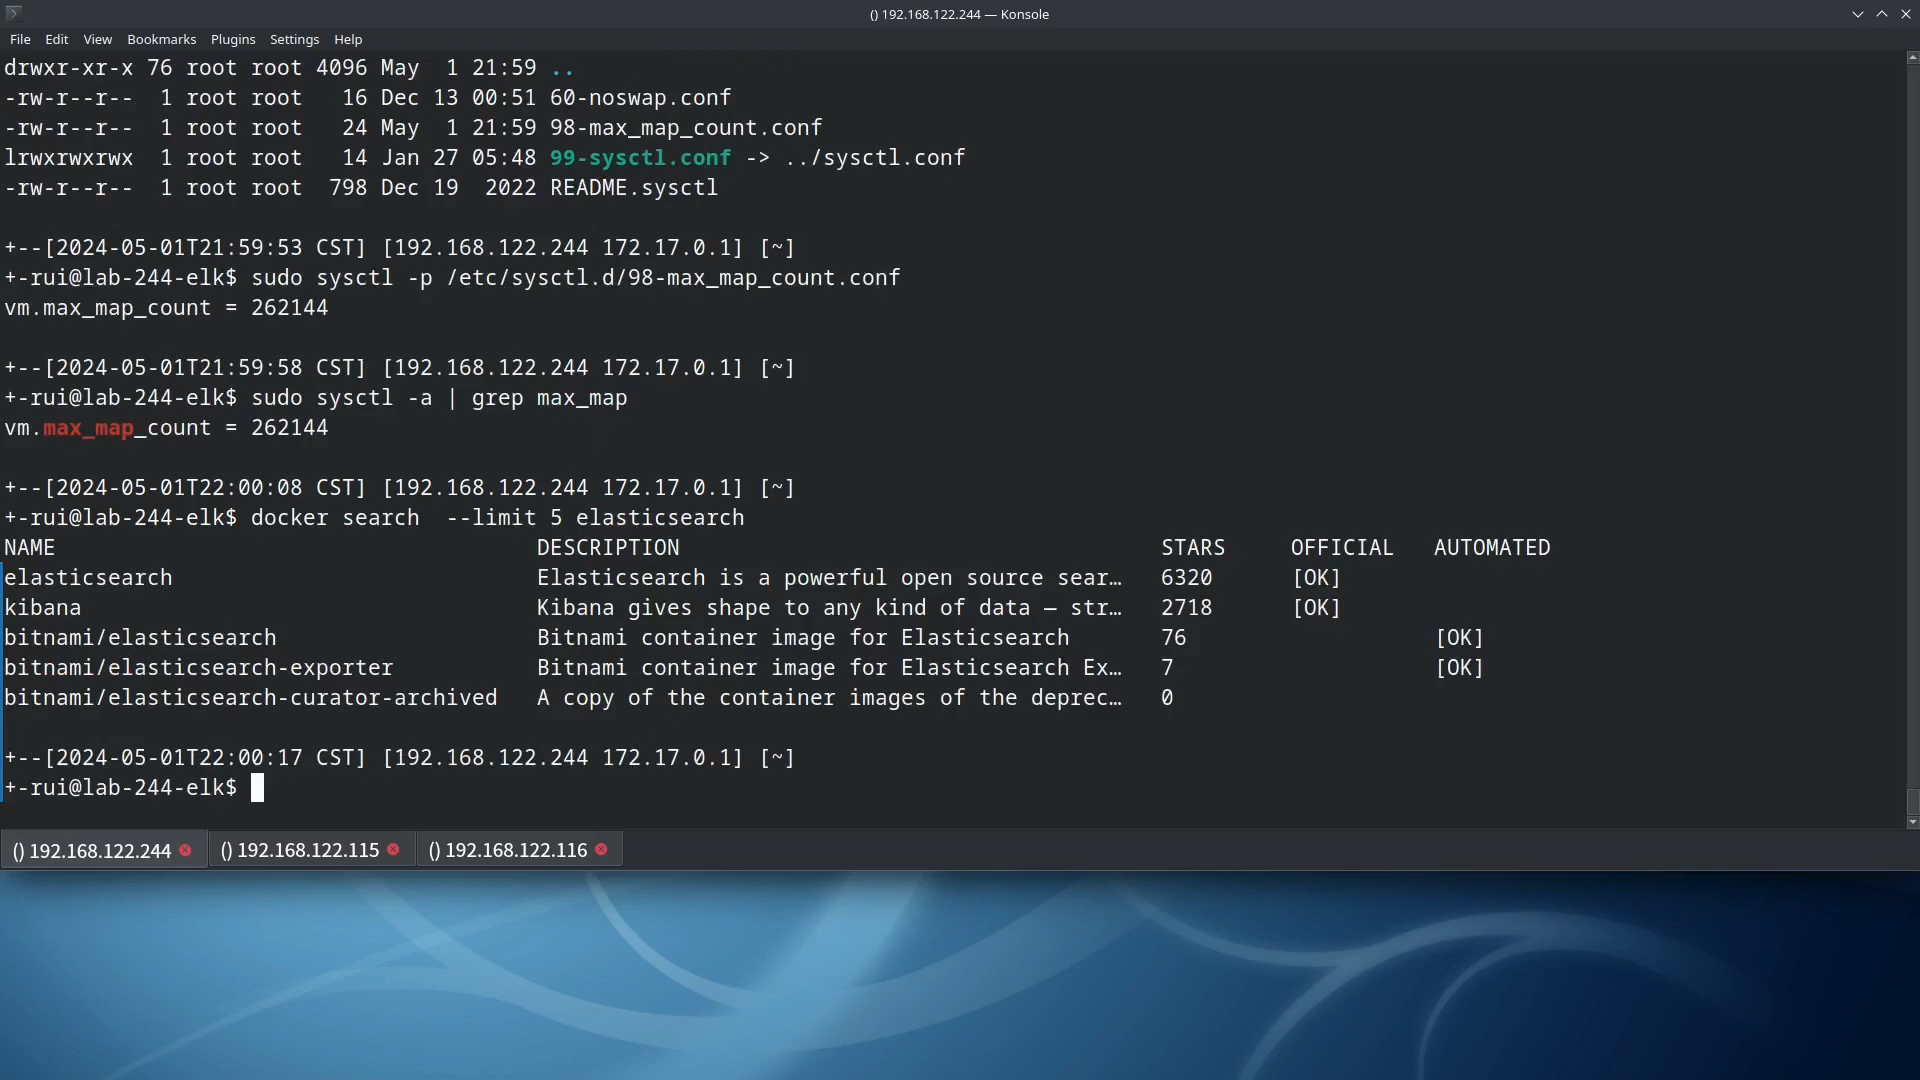 () 192.168.122.244 — Konsole
File Edit View Bookmarks Plugins Settings Help
drwxr-xr-x 76 root root 4096 May  1 21:59 ..
-rw-r--r--  1 root root   16 Dec 13 00:51 60-noswap.conf
-rw-r--r--  1 root root   24 May  1 21:59 98-max_map_count.conf
lrwxrwxrwx  1 root root   14 Jan 27 05:48 99-sysctl.conf -> ../sysctl.conf
-rw-r--r--  1 root root  798 Dec 19  2022 README.sysctl
+--[2024-05-01T21:59:53 CST] [192.168.122.244 172.17.0.1] [~]
+-rui@lab-244-elk$ sudo sysctl -p /etc/sysctl.d/98-max_map_count.conf
vm.max_map_count = 262144
+--[2024-05-01T21:59:58 CST] [192.168.122.244 172.17.0.1] [~]
+-rui@lab-244-elk$ sudo sysctl -a | grep max_map
vm.max_map_count = 262144
+--[2024-05-01T22:00:08 CST] [192.168.122.244 172.17.0.1] [~]
+-rui@lab-244-elk$ docker search  --limit 5 elasticsearch
NAME                                     DESCRIPTION                                     STARS     OFFICIAL   AUTOMATED
elasticsearch                            Elasticsearch is a powerful open source sear…   6320      [OK]
kibana                                   Kibana gives shape to any kind of data — str…   2718      [OK]
bitnami/elasticsearch                    Bitnami container image for Elasticsearch       76                   [OK]
bitnami/elasticsearch-exporter           Bitnami container image for Elasticsearch Ex…   7                    [OK]
bitnami/elasticsearch-curator-archived   A copy of the container images of the deprec…   0
+--[2024-05-01T22:00:17 CST] [192.168.122.244 172.17.0.1] [~]
+-rui@lab-244-elk$
() 192.168.122.244 () 192.168.122.115 () 192.168.122.116